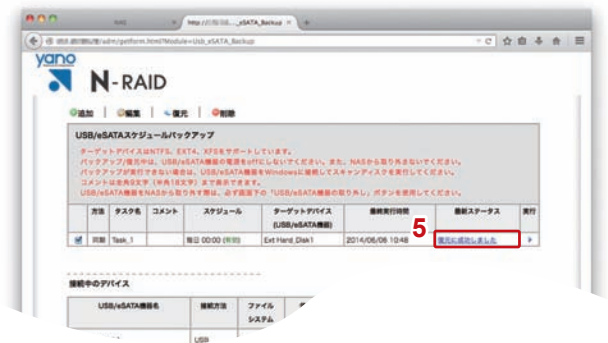 NAS
http://..._eSATA_Backup
/adm/getform.html?Module=Usb_eSATA_Backup
yano
N-RAID
追加 編集 復元 削除
USB/eSATAスケジュールバックアップ
ターゲットデバイスはNTFS、EXT4、XFSをサポートしています。
バックアップ/復元中は、USB/eSATA機器の電源をoffにしないでください。また、NASから取り外さないでください。
バックアップが実行できない場合は、USB/eSATA機器をWindowsに接続してスキャンディスクを実行してください。
コメントは全角8文字（半角18文字）まで表示できます。
USB/eSATA機器をNASから取り外す際は、必ず画面下の「USB/eSATA機器の取り外し」ボタンを使用してください。
方法 タスク名 コメント スケジュール ターゲットデバイス 最終実行時間 最新ステータス 実行
(USB/eSATA機器)
5
同期 Task_1 毎日 00:00 (有効) Ext Hard_Disk1 2014/06/06 10:48 復元に成功しました
接続中のデバイス
USB/eSATA機器名 接続方法 ファイル
システム
USB